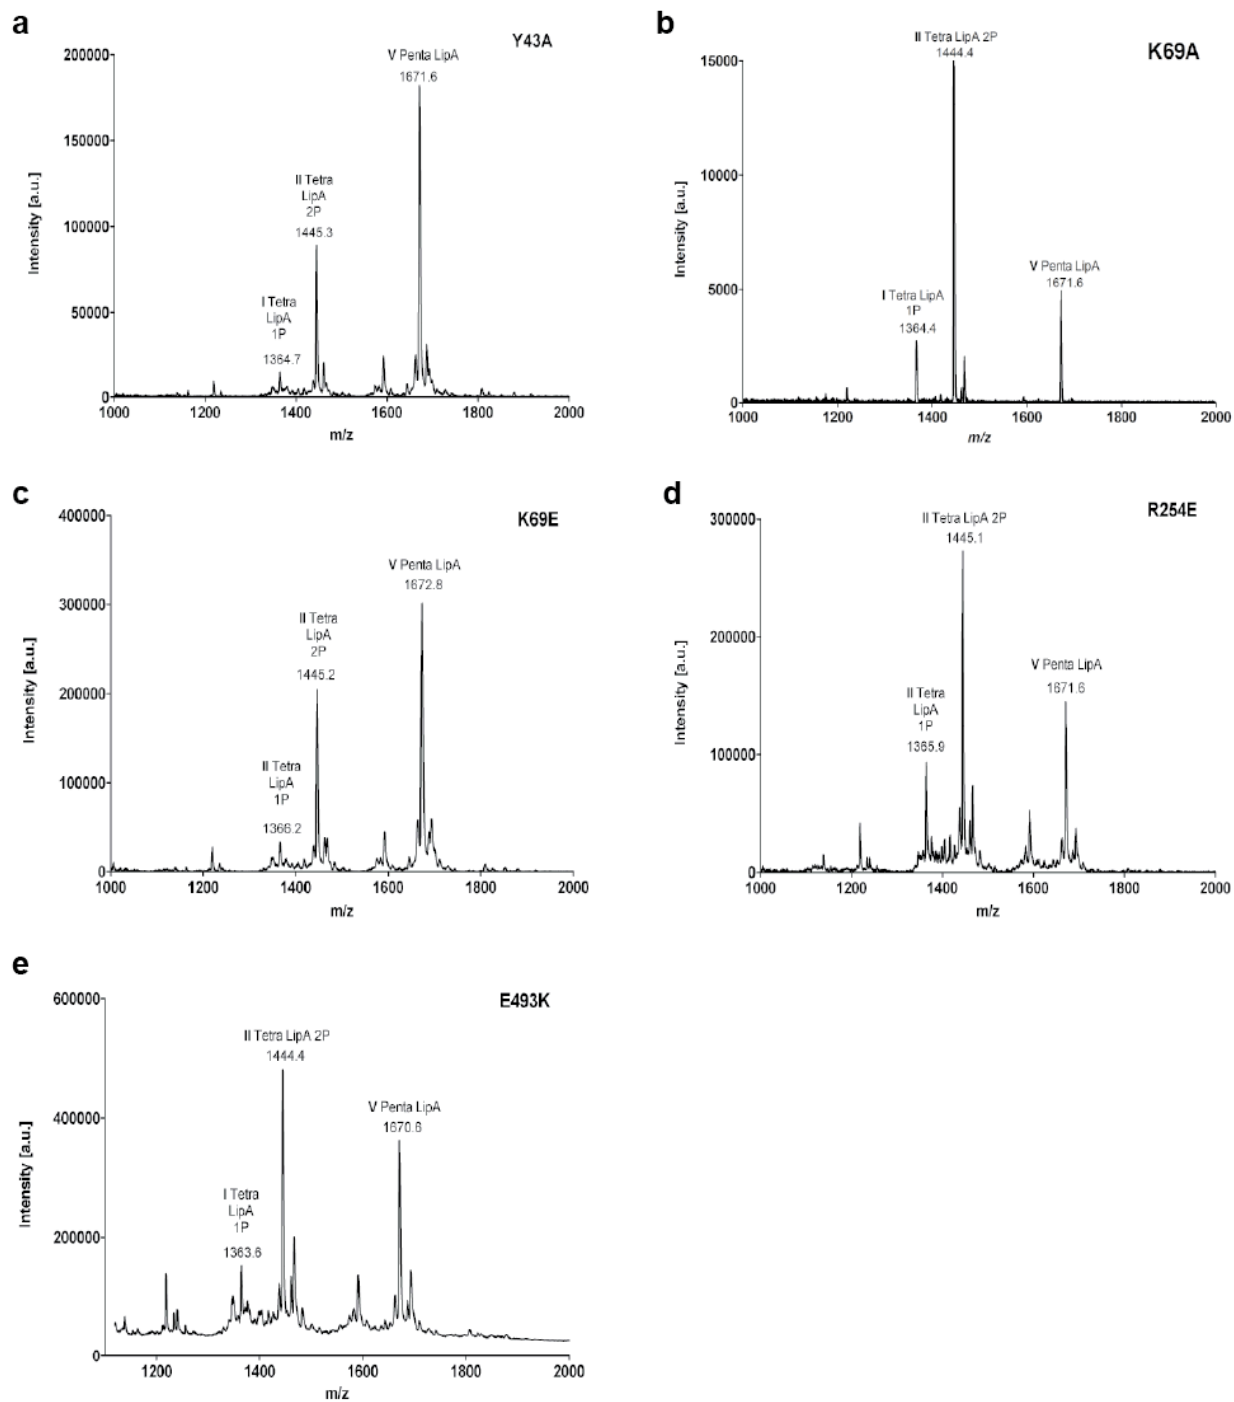 a
Y43A
200000
150000
100000
50000
0
Intensity [a.u.]
V Penta LipA
1671.6
II Tetra
LipA
2P
1445.3
I Tetra
LipA
1P
1364.7
1000
1200
1400
1600
1800
2000
m/z
b
K69A
15000
10000
5000
0
Intensity [a.u.]
II Tetra LipA 2P
1444.4
I Tetra LipA
1P
1364.4
V Penta LipA
1671.6
1000
1200
1400
1600
1800
2000
m/z
c
K69E
400000
300000
200000
100000
0
Intensity [a.u.]
V Penta LipA
1672.8
II Tetra
LipA
2P
1445.2
II Tetra
LipA
1P
1366.2
1000
1200
1400
1600
1800
2000
m/z
d
R254E
300000
200000
100000
0
Intensity [a.u.]
II Tetra LipA 2P
1445.1
V Penta LipA
1671.6
II Tetra
LipA
1P
1365.9
1000
1200
1400
1600
1800
2000
m/z
e
E493K
600000
400000
200000
0
Intensity [a.u.]
II Tetra LipA 2P
1444.4
V Penta LipA
1670.6
I Tetra
LipA
1P
1363.6
1200
1400
1600
1800
2000
m/z